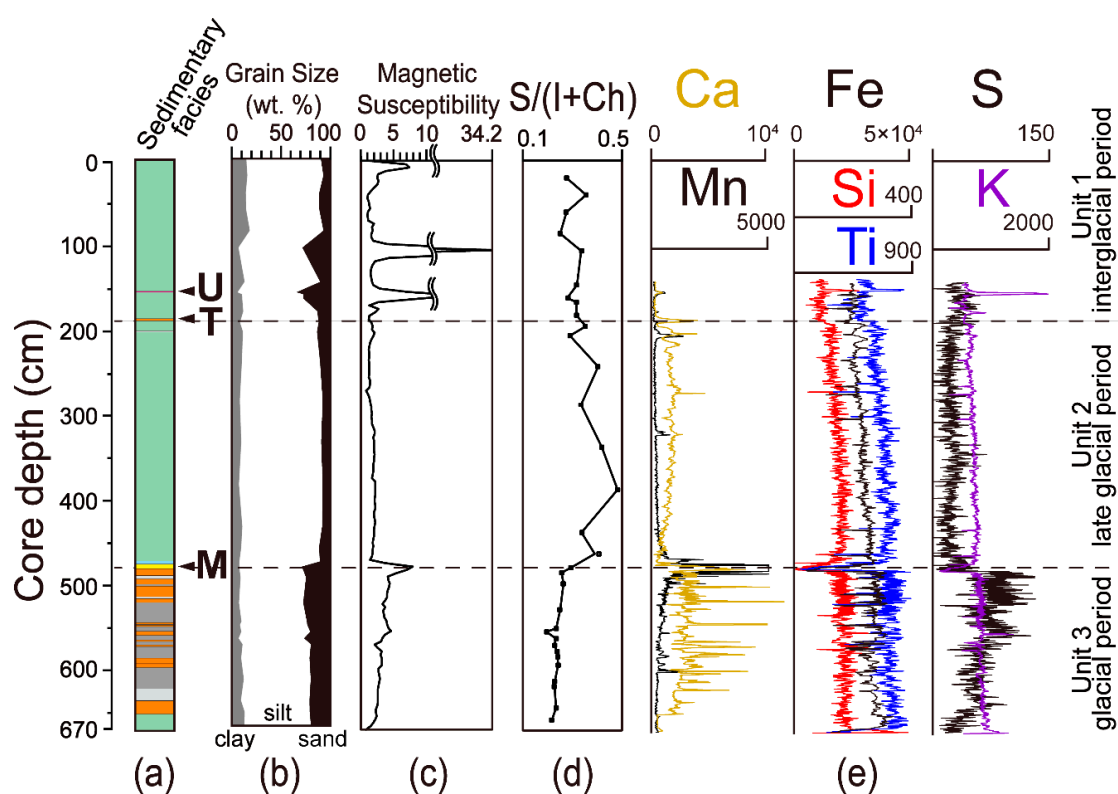 Sedimentary
facies
Grain Size
(wt. %)
0 50 100
Magnetic
Susceptibility
0 5 10 34.2
S/(I+Ch)
0.1 0.5
Ca
0 10⁴
Mn
5000
Fe
0 5×10⁴
Si 400
Ti 900
S
0 150
K
2000
Core depth (cm)
0
100
200
300
400
500
600
670
U
T
M
silt
clay sand
Unit 1
interglacial period
Unit 2
late glacial period
Unit 3
glacial period
(a) (b) (c) (d) (e)